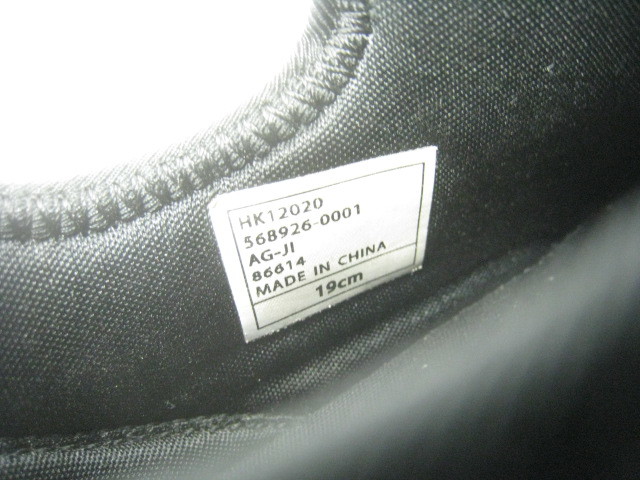 HK12020
568926-0001
AG-JI
86614
MADE IN CHINA
19cm